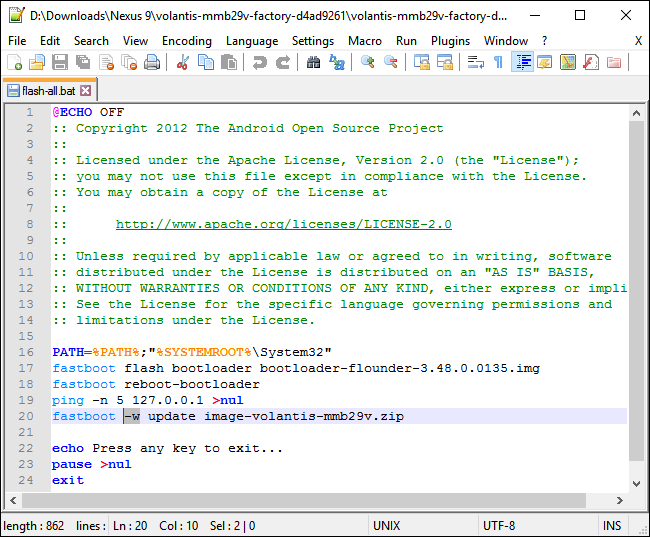 D:\Downloads\Nexus 9\volantis-mmb29v-factory-d4ad9261\volantis-mmb29v-factory-d...
File Edit Search View Encoding Language Settings Macro Run Plugins Window ? X
flash-all.bat
1 @ECHO OFF
2 :: Copyright 2012 The Android Open Source Project
3 ::
4 :: Licensed under the Apache License, Version 2.0 (the "License");
5 :: you may not use this file except in compliance with the License.
6 :: You may obtain a copy of the License at
7 ::
8 ::      http://www.apache.org/licenses/LICENSE-2.0
9 ::
10 :: Unless required by applicable law or agreed to in writing, software
11 :: distributed under the License is distributed on an "AS IS" BASIS,
12 :: WITHOUT WARRANTIES OR CONDITIONS OF ANY KIND, either express or impli
13 :: See the License for the specific language governing permissions and
14 :: limitations under the License.
15
16 PATH=%PATH%;"%SYSTEMROOT%\System32"
17 fastboot flash bootloader bootloader-flounder-3.48.0.0135.img
18 fastboot reboot-bootloader
19 ping -n 5 127.0.0.1 >nul
20 fastboot -w update image-volantis-mmb29v.zip
21
22 echo Press any key to exit...
23 pause >nul
24 exit
length : 862 lines : Ln : 20 Col : 10 Sel : 2 | 0 UNIX UTF-8 INS